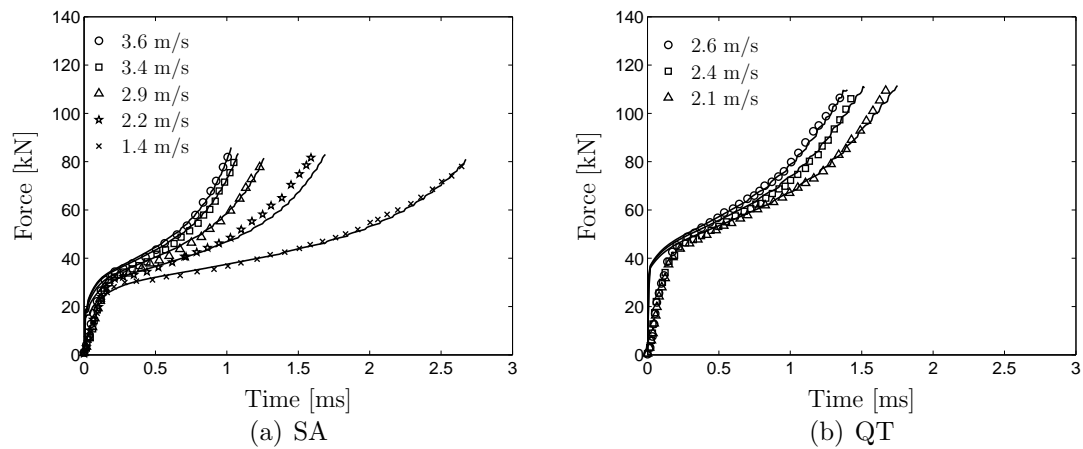 140
120
100
80
60
40
20
0
Force [kN]
3.6 m/s
3.4 m/s
2.9 m/s
2.2 m/s
1.4 m/s
0 0.5 1 1.5 2 2.5 3
Time [ms]
(a) SA
140
120
100
80
60
40
20
0
Force [kN]
2.6 m/s
2.4 m/s
2.1 m/s
0 0.5 1 1.5 2 2.5 3
Time [ms]
(b) QT